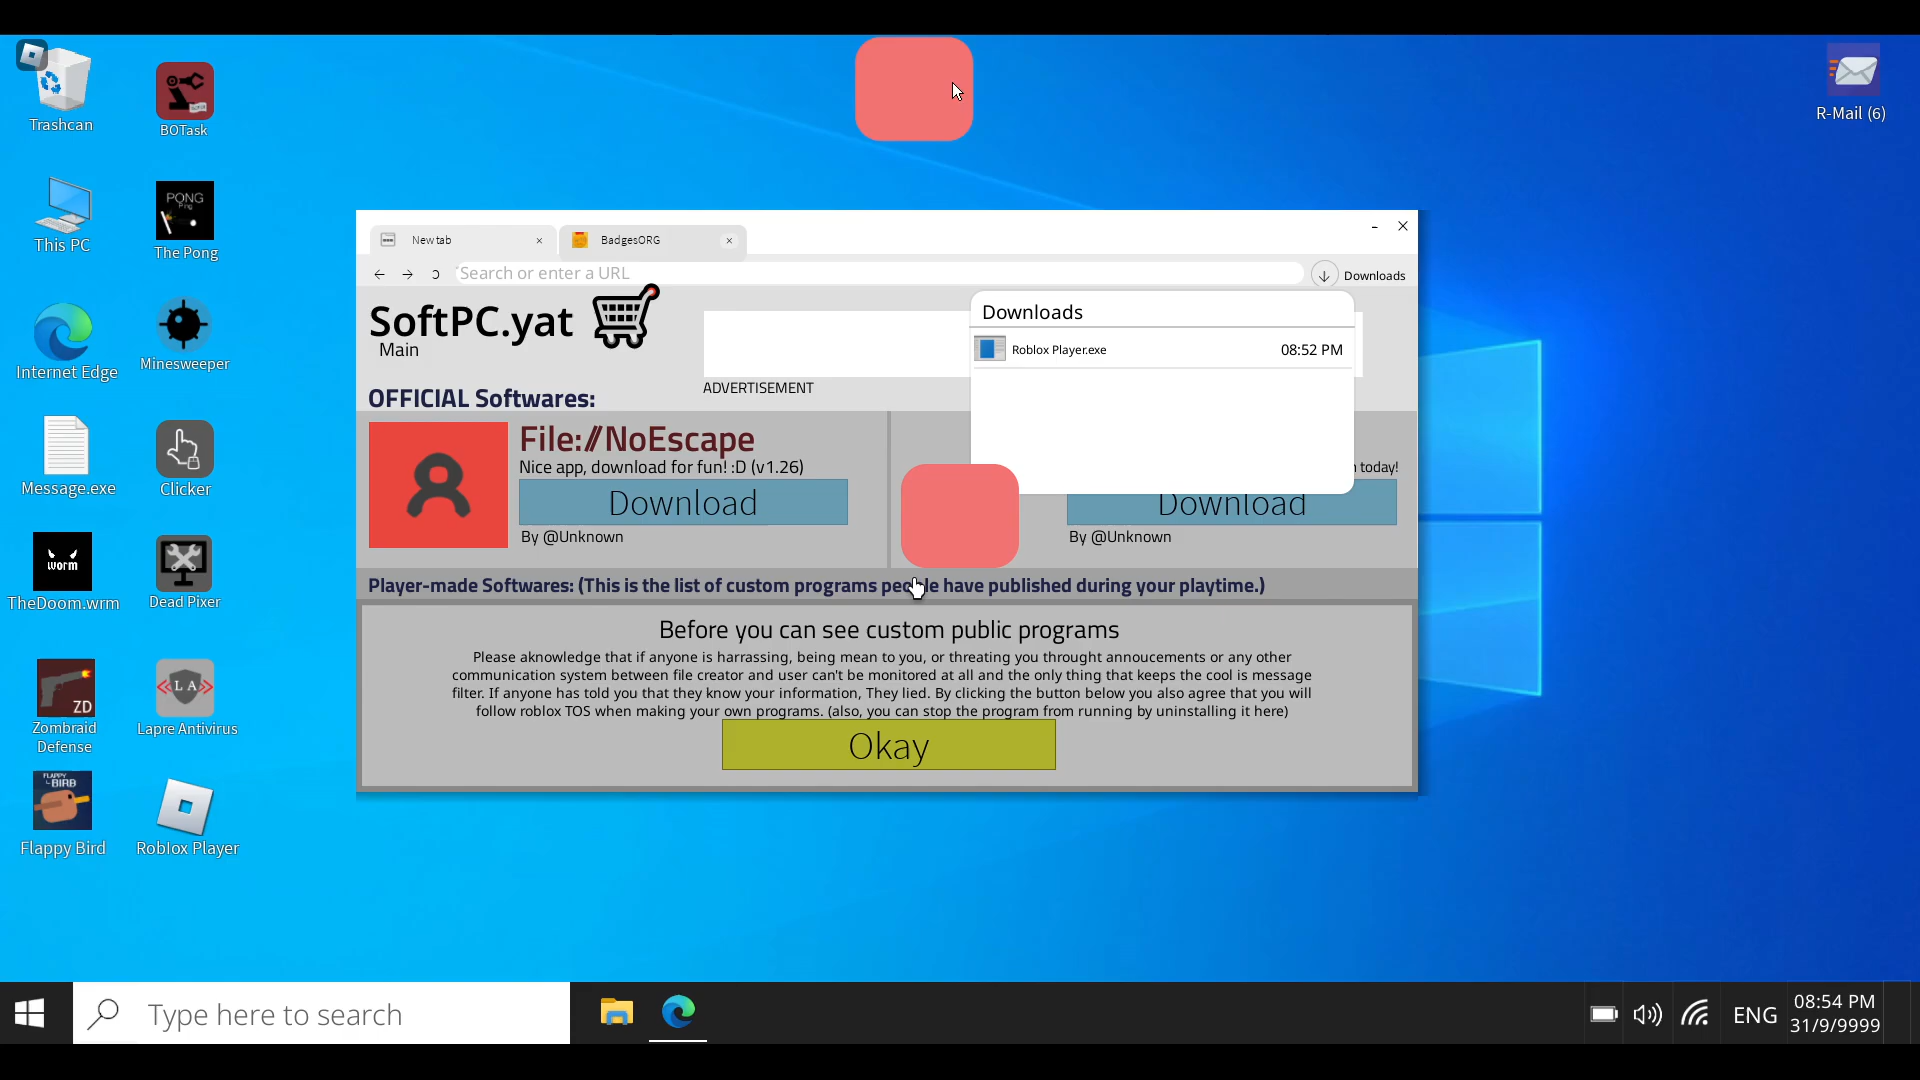 Trashcan
BOTask
R-Mail (6)
This PC
PONG
Ping
The Pong
Internet Edge
Minesweeper
Message.exe
Clicker
worm
TheDoom.wrm
Dead Pixer
ZD
Zombraid
Defense
LA
Lapre Antivirus
FLAPPY
BIRB
Flappy Bird
Roblox Player
New tab
BadgesORG
Search or enter a URL
Downloads
SoftPC.yat
Main
ADVERTISEMENT
Downloads
Roblox Player.exe 08:52 PM
OFFICIAL Softwares:
File://NoEscape
Nice app, download for fun! :D (v1.26)
Download
By @Unknown
today!
Download
By @Unknown
Player-made Softwares: (This is the list of custom programs people have published during your playtime.)
Before you can see custom public programs
Please aknowledge that if anyone is harrassing, being mean to you, or threating you throught annoucements or any other
communication system between file creator and user can't be monitored at all and the only thing that keeps the cool is message
filter. If anyone has told you that they know your information, They lied. By clicking the button below you also agree that you will
follow roblox TOS when making your own programs. (also, you can stop the program from running by uninstalling it here)
Okay
Type here to search
ENG
08:54 PM
31/9/9999